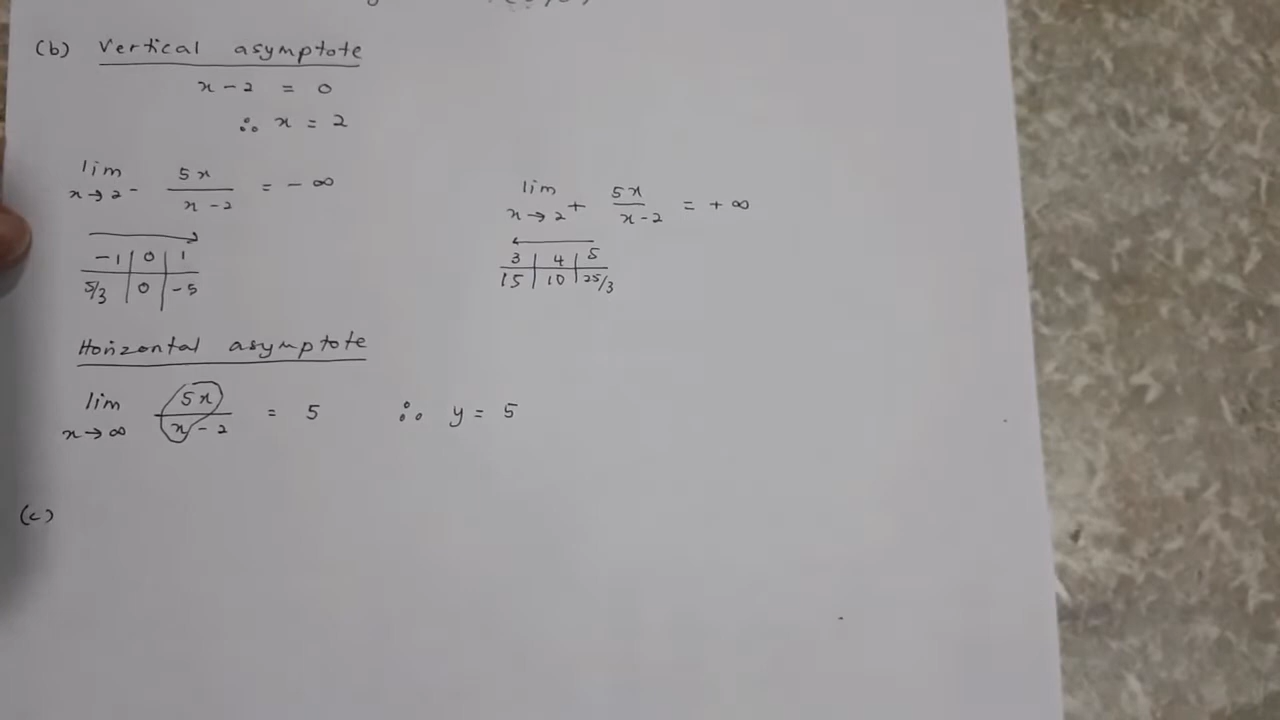 (b) Vertical asymptote
x - 2 = 0
∴ x = 2
lim x→2⁻ 5x/(x-2) = -∞
lim x→2⁺ 5x/(x-2) = +∞
-1 | 0 | 1
5/3 | 0 | -5
3 | 4 | 5
15 | 10 | 25/3
Horizontal asymptote
lim x→∞ 5x/(x-2) = 5 ∴ y = 5
(c)